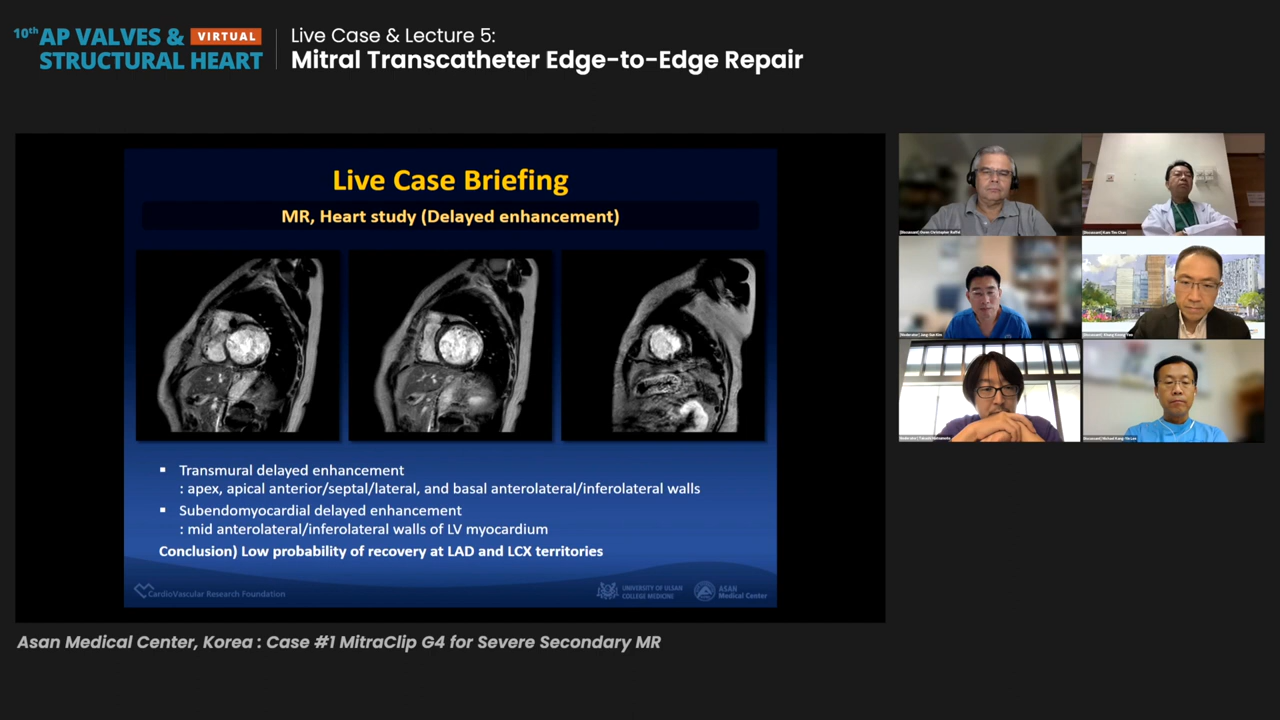 10th AP VALVES & VIRTUAL
STRUCTURAL HEART
Live Case & Lecture 5:
Mitral Transcatheter Edge-to-Edge Repair
Live Case Briefing
MR, Heart study (Delayed enhancement)
▪ Transmural delayed enhancement
: apex, apical anterior/septal/lateral, and basal anterolateral/inferolateral walls
▪ Subendomyocardial delayed enhancement
: mid anterolateral/inferolateral walls of LV myocardium
Conclusion) Low probability of recovery at LAD and LCX territories
CardioVascular Research Foundation
UNIVERSITY OF ULSAN
COLLEGE MEDICINE
ASAN
Medical Center
Asan Medical Center, Korea : Case #1 MitraClip G4 for Severe Secondary MR